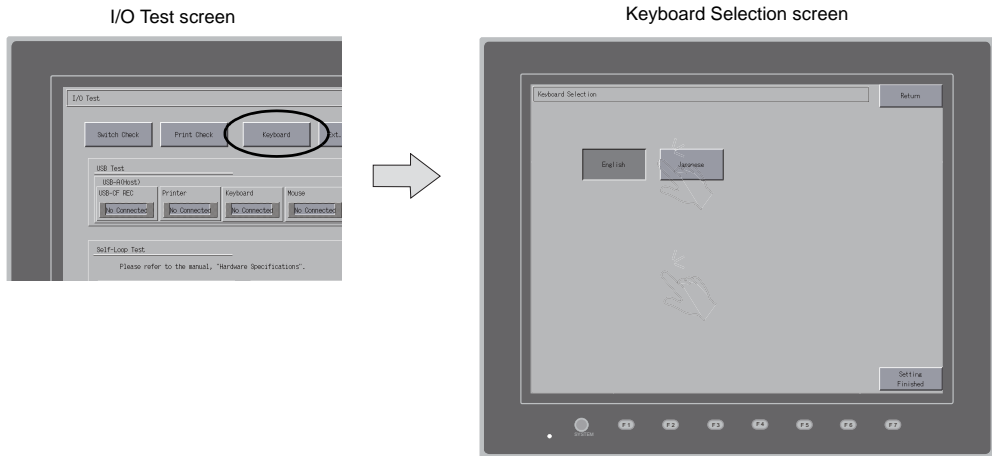 I/O Test screen
I/O Test
Switch Check
Print Check
Keyboard
Ext.
USB Test
USB-A(Host)
USB-CF REC
Printer
Keyboard
Mouse
No Connected
No Connected
No Connected
No Connected
Self-Loop Test
Please refer to the manual, "Hardware Specifications".
Keyboard Selection screen
Keyboard Selection
Return
English
Japanese
Setting
Finished
SYSTEM
F1
F2
F3
F4
F5
F6
F7